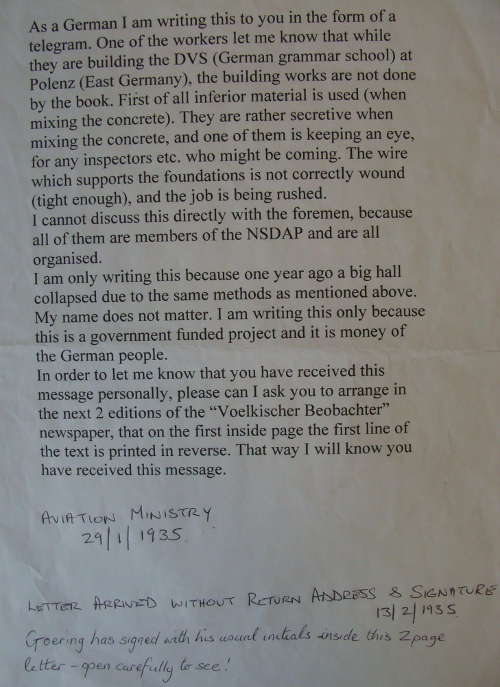 As a German I am writing this to you in the form of a
telegram. One of the workers let me know that while
they are building the DVS (German grammar school) at
Polenz (East Germany), the building works are not done
by the book. First of all inferior material is used (when
mixing the concrete). They are rather secretive when
mixing the concrete, and one of them is keeping an eye,
for any inspectors etc. who might be coming. The wire
which supports the foundations is not correctly wound
(tight enough), and the job is being rushed.
I cannot discuss this directly with the foremen, because
all of them are members of the NSDAP and are all
organised.
I am only writing this because one year ago a big hall
collapsed due to the same methods as mentioned above.
My name does not matter. I am writing this only because
this is a government funded project and it is money of
the German people.
In order to let me know that you have received this
message personally, please can I ask you to arrange in
the next 2 editions of the “Voelkischer Beobachter”
newspaper, that on the first inside page the first line of
the text is printed in reverse. That way I will know you
have received this message.
AVIATION MINISTRY
29/1/1935.
LETTER ARRIVED WITHOUT RETURN ADDRESS & SIGNATURE
13/2/1935
Goering has signed with his usual initials inside this 2page
letter - open carefully to see!